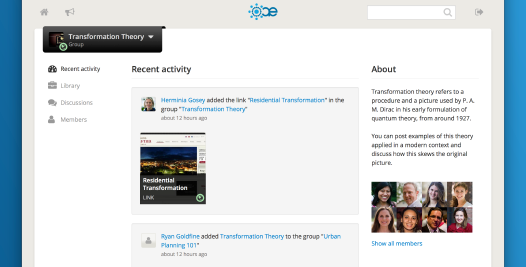 oae
Transformation Theory
Group
Recent activity
Library
Discussions
Members
Recent activity
Herminia Gosey added the link "Residential Transformation" in the
group "Transformation Theory"
about 12 hours ago
Residential
Transformation
LINK
Ryan Goldfine added Transformation Theory to the group "Urban
Planning 101"
about 12 hours ago
About
Transformation theory refers to a
procedure and a picture used by P. A.
M. Dirac in his early formulation of
quantum theory, from around 1927.
You can post examples of this theory
applied in a modern context and
discuss how this skews the original
picture.
Show all members